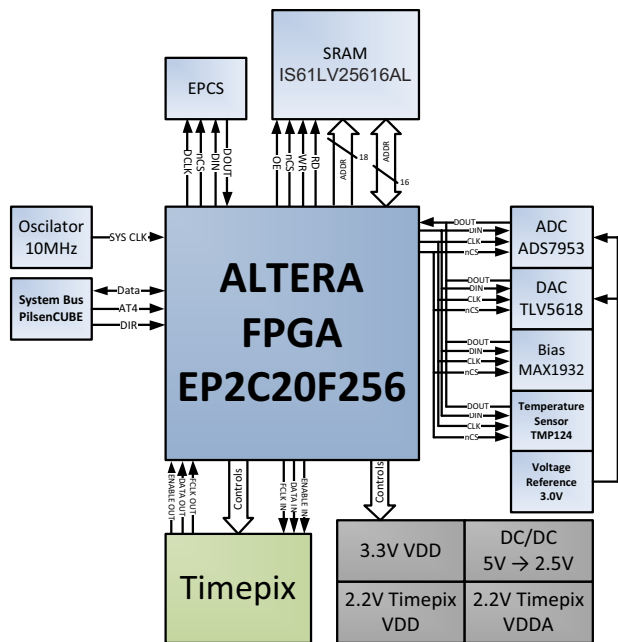 SRAM
IS61LV25616AL
EPCS
DCLK
nCS
DIN
DOUT
OE
nCS
WR
RD
ADDR
18
ADDR
16
Oscilator
10MHz
SYS CLK
System Bus
PilsenCUBE
Data
AT4
DIR
ALTERA
FPGA
EP2C20F256
DOUT
DIN
CLK
nCS
ADC
ADS7953
DOUT
DIN
CLK
nCS
DAC
TLV5618
DOUT
DIN
CLK
nCS
Bias
MAX1932
DOUT
DIN
CLK
nCS
Temperature
Sensor
TMP124
Voltage
Reference
3.0V
ENABLE OUT
DATA OUT
FCLK OUT
Controls
FCLK IN
DATA IN
ENABLE IN
Controls
Timepix
3.3V VDD
DC/DC
5V → 2.5V
2.2V Timepix
VDD
2.2V Timepix
VDDA